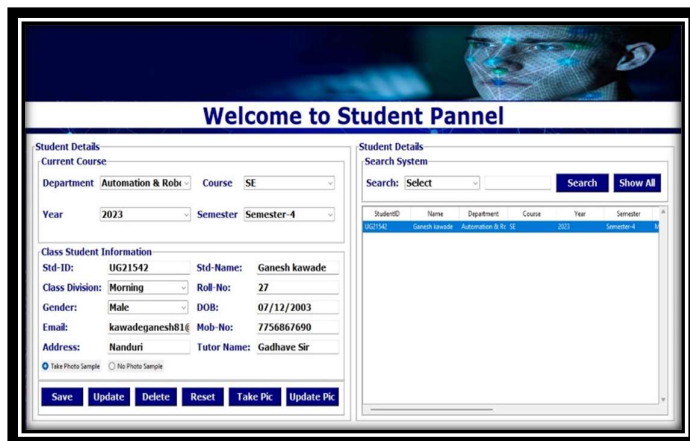 Welcome to Student Pannel
Student Details
Current Course
Department Automation & Robo Course SE
Year 2023 Semester Semester-4
Class Student Information
Std-ID: UG21542 Std-Name: Ganesh kawade
Class Division: Morning Roll-No: 27
Gender: Male DOB: 07/12/2003
Email: kawadeganesh81@ Mob-No: 7756867690
Address: Nanduri Tutor Name: Gadhave Sir
Take Photo Sample No Photo Sample
Save Update Delete Reset Take Pic Update Pic
Student Details
Search System
Search: Select Search Show All
StudentID Name Department Course Year Semester
UG21542 Ganesh kawade Automation & Rc SE 2023 Semester-4 M